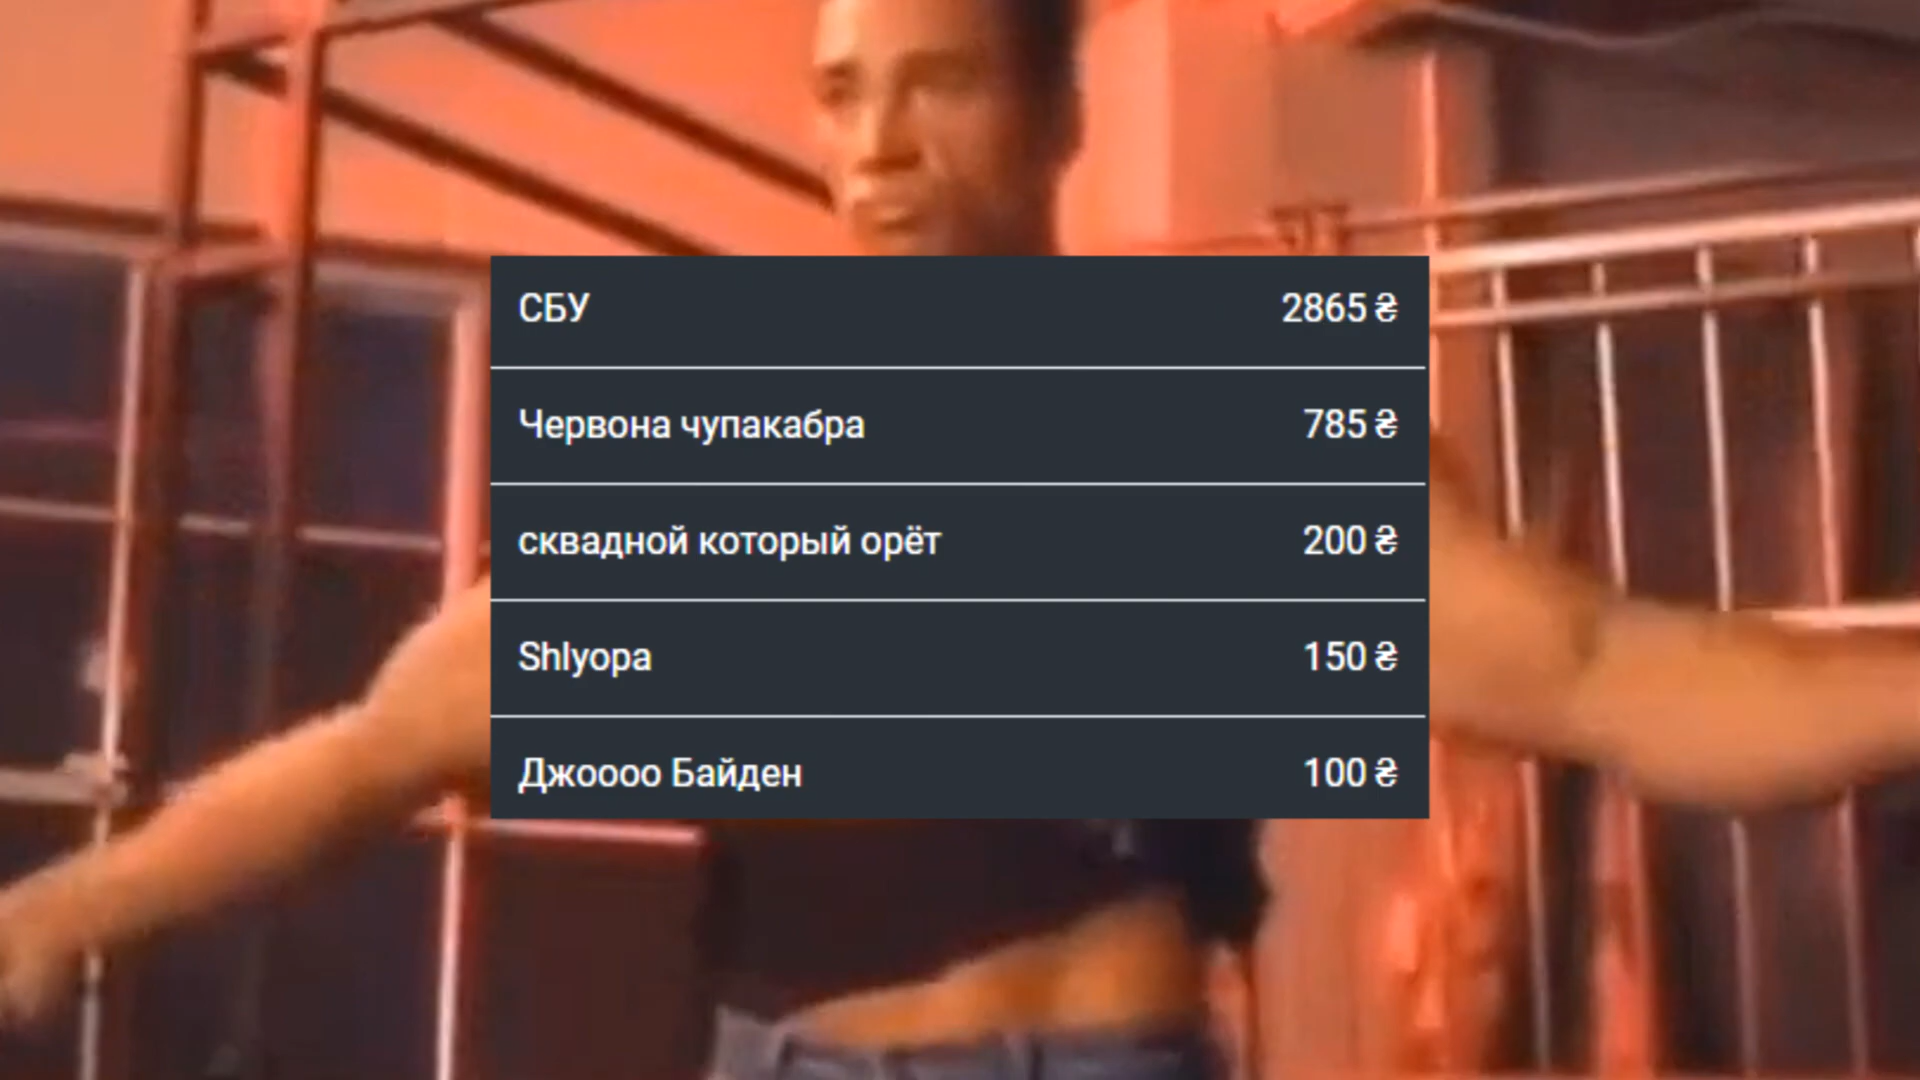 СБУ 2865 ₴
Червона чупакабра 785 ₴
сквадной который орёт 200 ₴
Shlyopa 150 ₴
Джоооо Байден 100 ₴